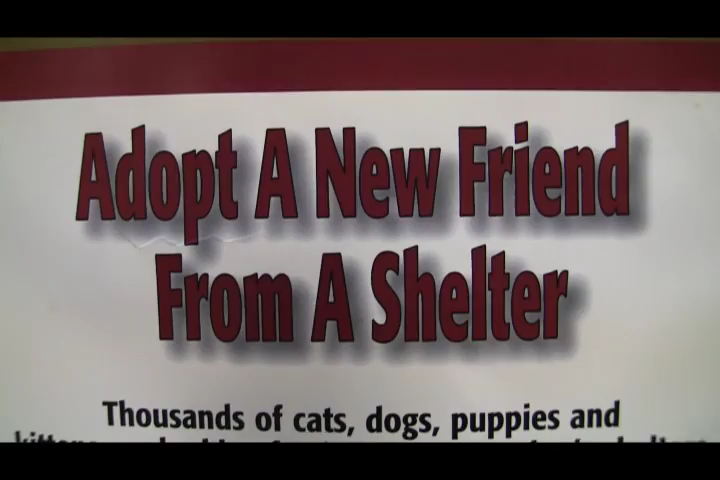 Adopt A New Friend
From A Shelter
Thousands of cats, dogs, puppies and